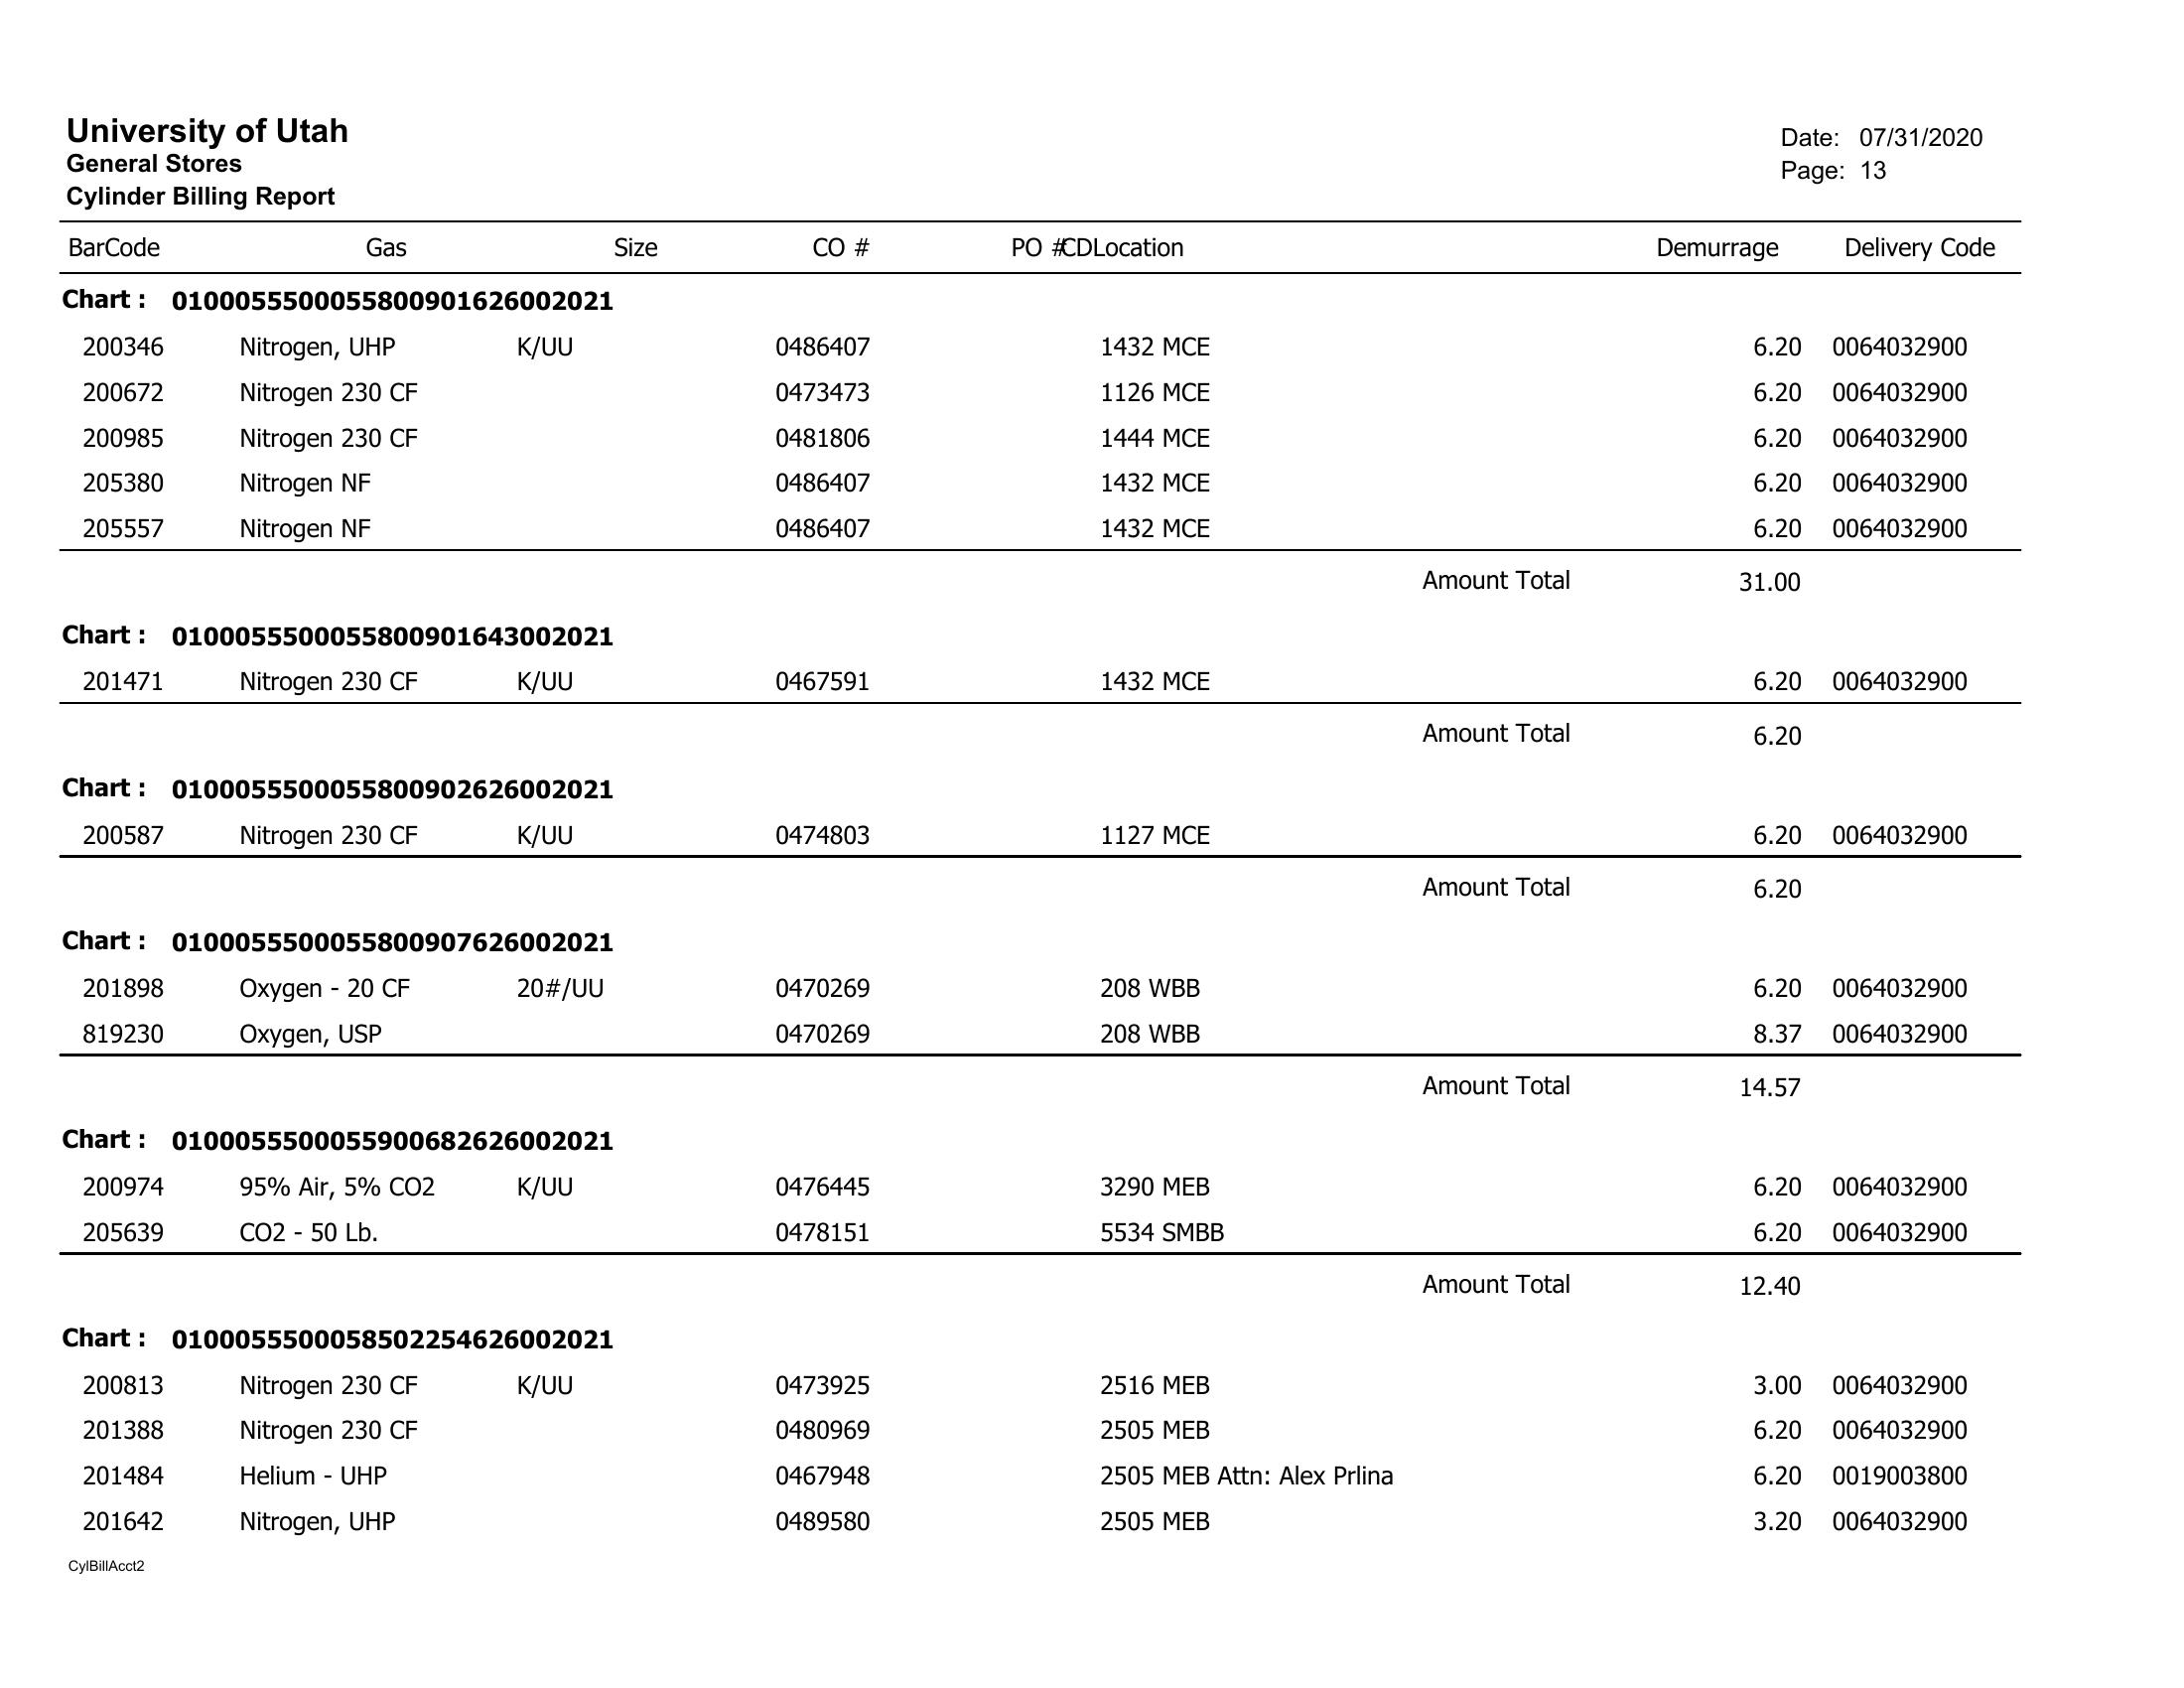 University of Utah
General Stores
Cylinder Billing Report
Date: 07/31/2020
Page: 13
BarCode Gas Size CO # PO #CDLocation Demurrage Delivery Code
Chart : 0100055500055800901626002021
200346 Nitrogen, UHP K/UU 0486407 1432 MCE 6.20 0064032900
200672 Nitrogen 230 CF 0473473 1126 MCE 6.20 0064032900
200985 Nitrogen 230 CF 0481806 1444 MCE 6.20 0064032900
205380 Nitrogen NF 0486407 1432 MCE 6.20 0064032900
205557 Nitrogen NF 0486407 1432 MCE 6.20 0064032900
Amount Total 31.00
Chart : 0100055500055800901643002021
201471 Nitrogen 230 CF K/UU 0467591 1432 MCE 6.20 0064032900
Amount Total 6.20
Chart : 0100055500055800902626002021
200587 Nitrogen 230 CF K/UU 0474803 1127 MCE 6.20 0064032900
Amount Total 6.20
Chart : 0100055500055800907626002021
201898 Oxygen - 20 CF 20#/UU 0470269 208 WBB 6.20 0064032900
819230 Oxygen, USP 0470269 208 WBB 8.37 0064032900
Amount Total 14.57
Chart : 0100055500055900682626002021
200974 95% Air, 5% CO2 K/UU 0476445 3290 MEB 6.20 0064032900
205639 CO2 - 50 Lb. 0478151 5534 SMBB 6.20 0064032900
Amount Total 12.40
Chart : 0100055500058502254626002021
200813 Nitrogen 230 CF K/UU 0473925 2516 MEB 3.00 0064032900
201388 Nitrogen 230 CF 0480969 2505 MEB 6.20 0064032900
201484 Helium - UHP 0467948 2505 MEB Attn: Alex Prlina 6.20 0019003800
201642 Nitrogen, UHP 0489580 2505 MEB 3.20 0064032900
CylBillAcct2